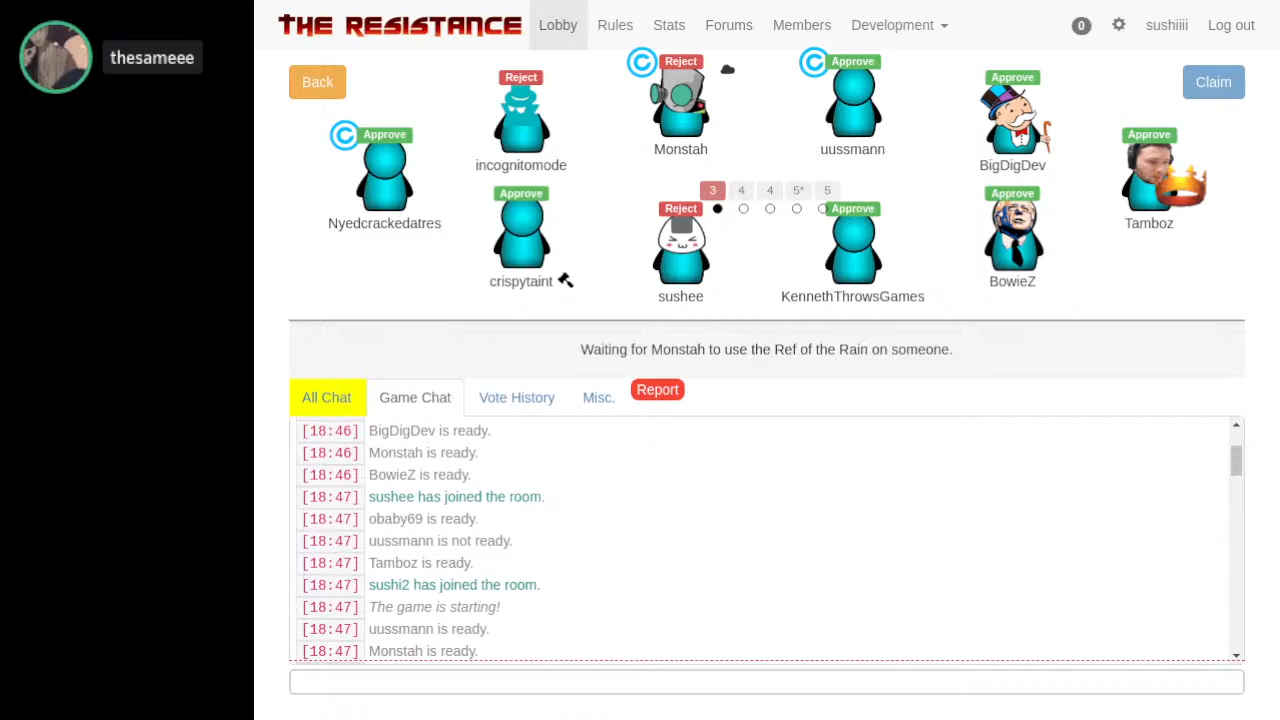 thesameee
THE RESISTANCE Lobby Rules Stats Forums Members Development 0 sushiiii Log out
Back
Claim
Reject
Reject
Approve
Approve
Approve
Approve
Monstah
uussmann
incognitomode
BigDigDev
Nyedcrackedatres
Tamboz
3 4 4 5* 5
Approve
Reject
Approve
Approve
crispytaint
sushee
KennethThrowsGames
BowieZ
Waiting for Monstah to use the Ref of the Rain on someone.
All Chat Game Chat Vote History Misc. Report
[18:46] BigDigDev is ready.
[18:46] Monstah is ready.
[18:46] BowieZ is ready.
[18:47] sushee has joined the room.
[18:47] obaby69 is ready.
[18:47] uussmann is not ready.
[18:47] Tamboz is ready.
[18:47] sushi2 has joined the room.
[18:47] The game is starting!
[18:47] uussmann is ready.
[18:47] Monstah is ready.